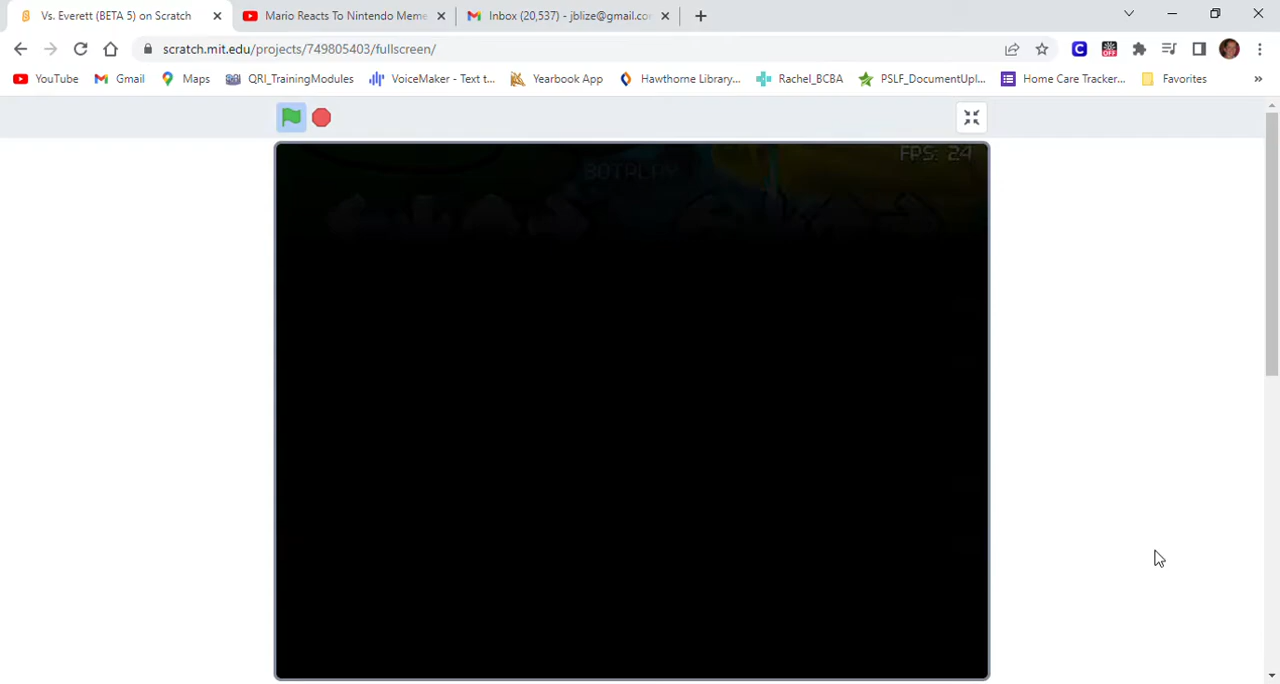 Vs. Everett (BETA 5) on Scratch
Mario Reacts To Nintendo Meme
Inbox (20,537) - jblize@gmail.co
scratch.mit.edu/projects/749805403/fullscreen/
YouTube
Gmail
Maps
QRI_TrainingModules
VoiceMaker - Text t...
Yearbook App
Hawthorne Library...
Rachel_BCBA
PSLF_DocumentUpl...
Home Care Tracker...
Favorites
OFF
FPS: 24
BOTPLAY